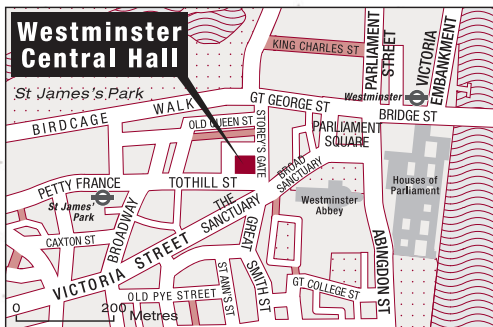 Westminster
Central Hall
KING CHARLES ST
PARLIAMENT
STREET
VICTORIA
EMBANKMENT
St James's Park
Westminster
BIRDCAGE WALK
GT GEORGE ST
BRIDGE ST
OLD QUEEN ST
STOREY'S GATE
PARLIAMENT
SQUARE
BROAD
SANCTUARY
PETTY FRANCE
TOTHILL ST
Houses of
Parliament
St James'
Park
BROADWAY
THE
SANCTUARY
Westminster
Abbey
CAXTON ST
VICTORIA STREET
GREAT
SMITH ST
ABINGDON ST
ST ANN'S ST
OLD PYE STREET
GT COLLEGE ST
0 200
Metres